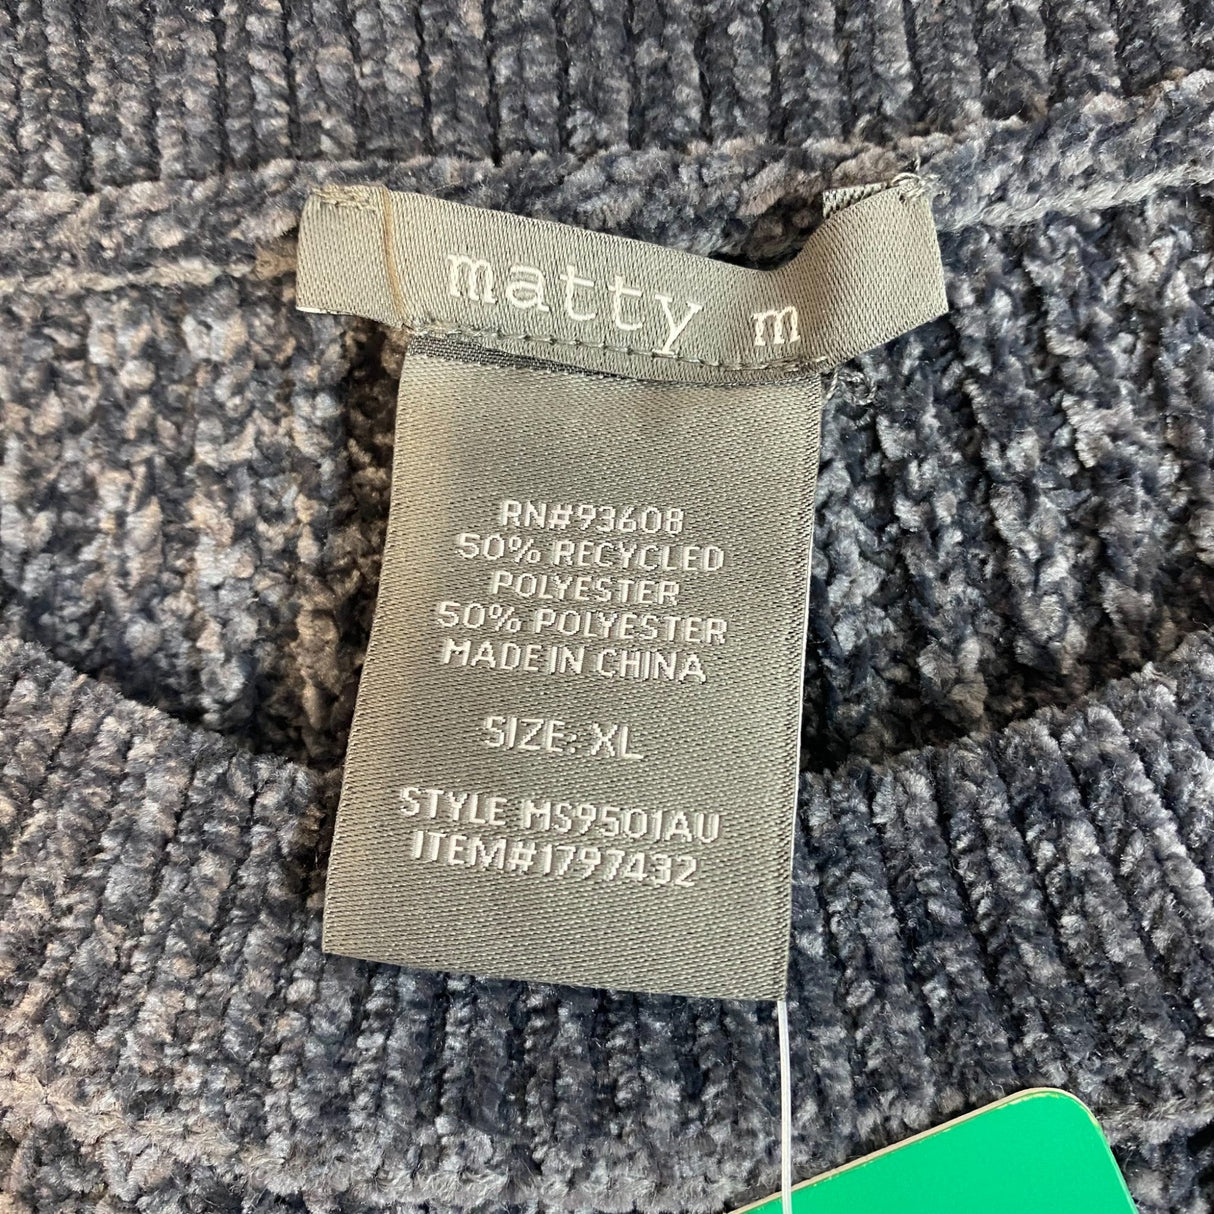 matty m
RN#93608
50% RECYCLED
POLYESTER
50% POLYESTER
MADE IN CHINA
SIZE: XL
STYLE MS9501AU
ITEM#1797432